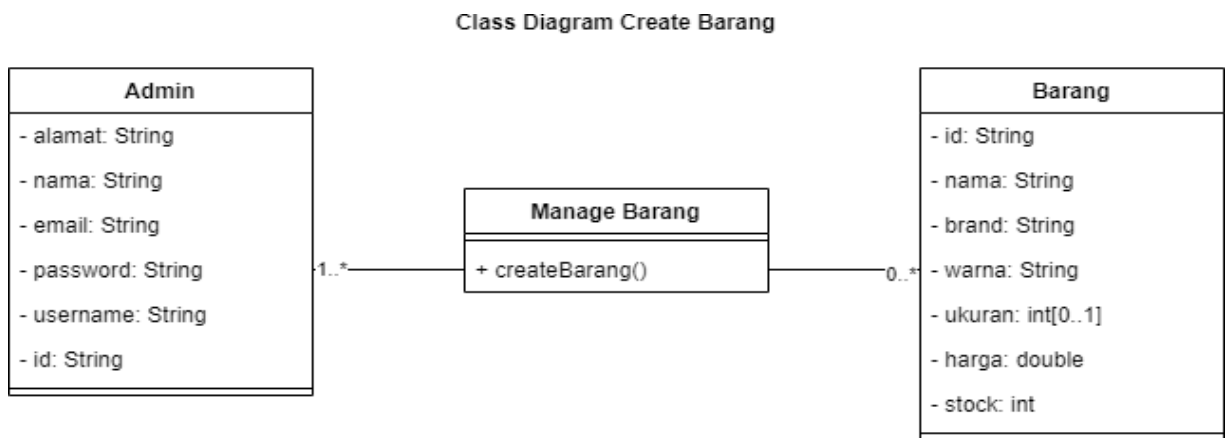 Class Diagram Create Barang
Admin
- alamat: String
- nama: String
- email: String
- password: String
- username: String
- id: String
1..*
Manage Barang
+ createBarang()
0..*
Barang
- id: String
- nama: String
- brand: String
- warna: String
- ukuran: int[0..1]
- harga: double
- stock: int